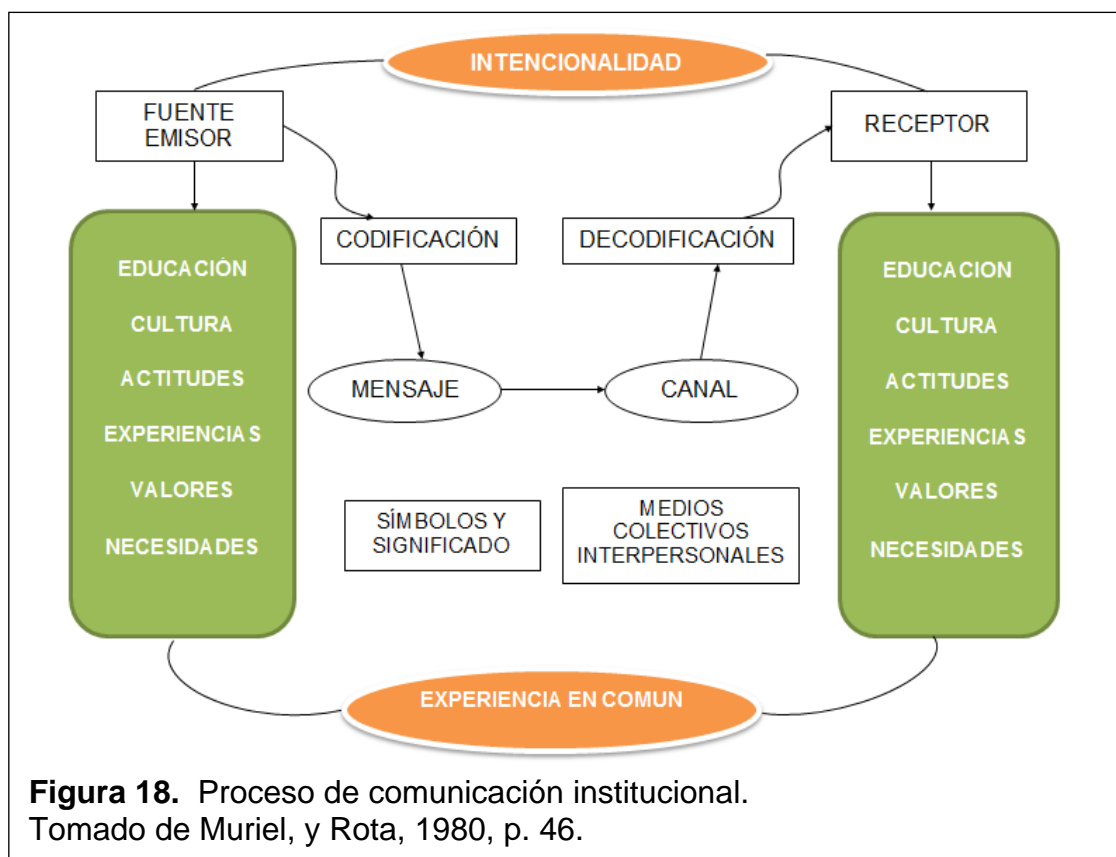 INTENCIONALIDAD
FUENTE
EMISOR
RECEPTOR
CODIFICACIÓN
DECODIFICACIÓN
EDUCACIÓN
CULTURA
ACTITUDES
EXPERIENCIAS
VALORES
NECESIDADES
MENSAJE
CANAL
EDUCACION
CULTURA
ACTITUDES
EXPERIENCIAS
VALORES
NECESIDADES
SÍMBOLOS Y
SIGNIFICADO
MEDIOS
COLECTIVOS
INTERPERSONALES
EXPERIENCIA EN COMUN
Figura 18. Proceso de comunicación institucional.
Tomado de Muriel, y Rota, 1980, p. 46.